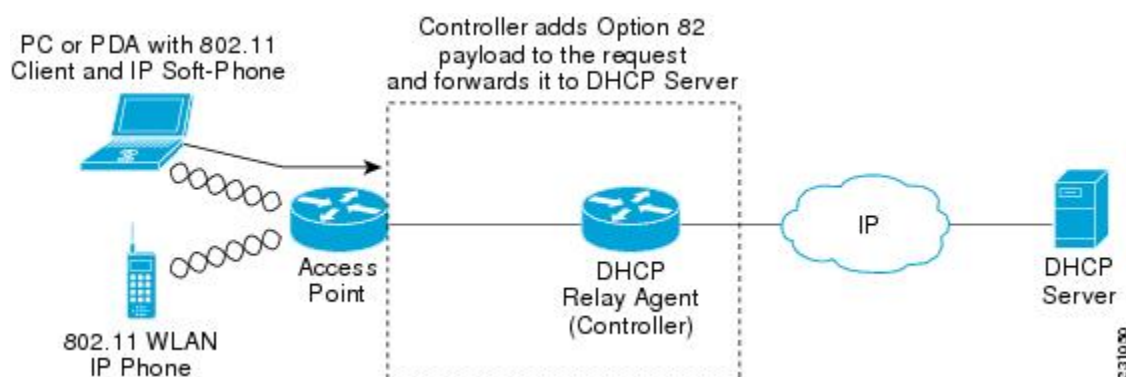 Controller adds Option 82
payload to the request
and forwards it to DHCP Server
PC or PDA with 802.11
Client and IP Soft-Phone
IP
Access
Point
DHCP
Relay Agent
(Controller)
DHCP
Server
802.11 WLAN
IP Phone
231050